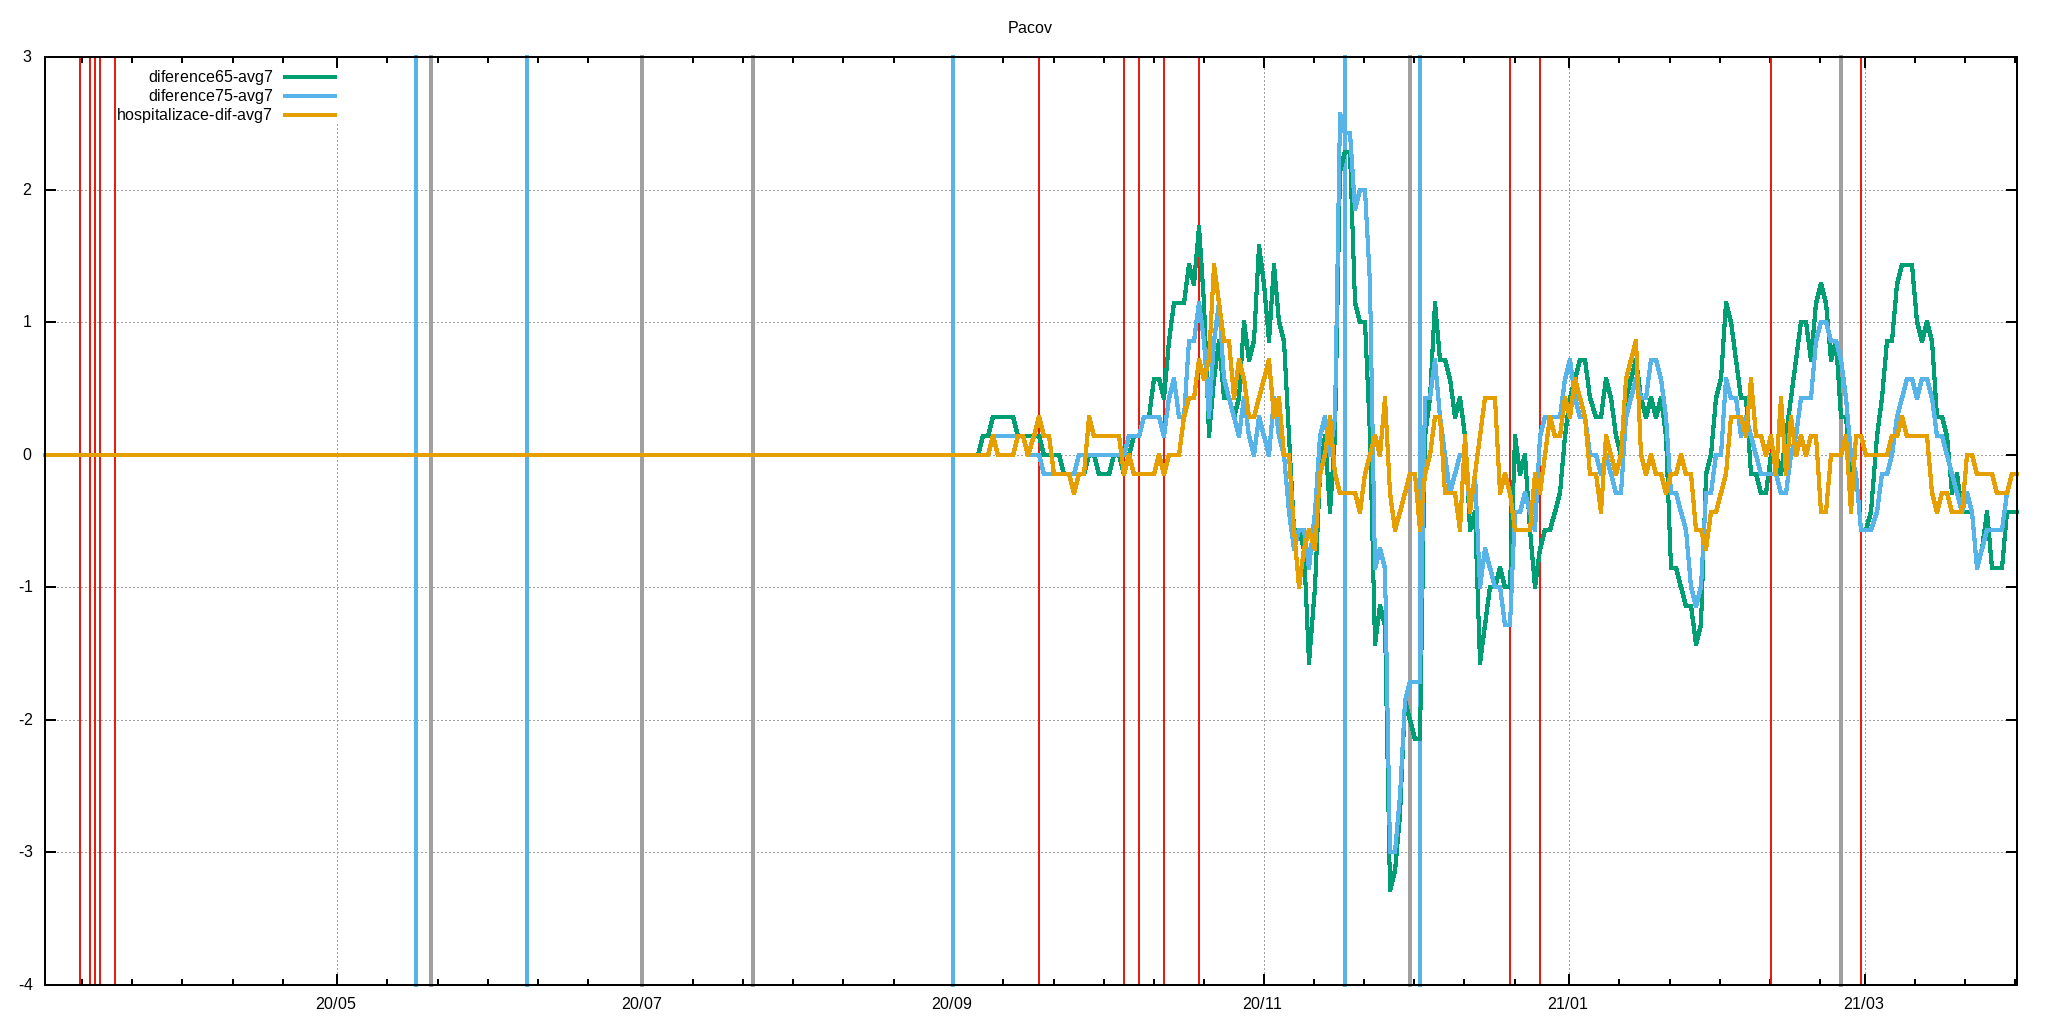 Pacov
3
diference65-avg7
diference75-avg7
hospitalizace-dif-avg7
2
1
0
-1
-2
-3
-4
20/05 20/07 20/09 20/11 21/01 21/03